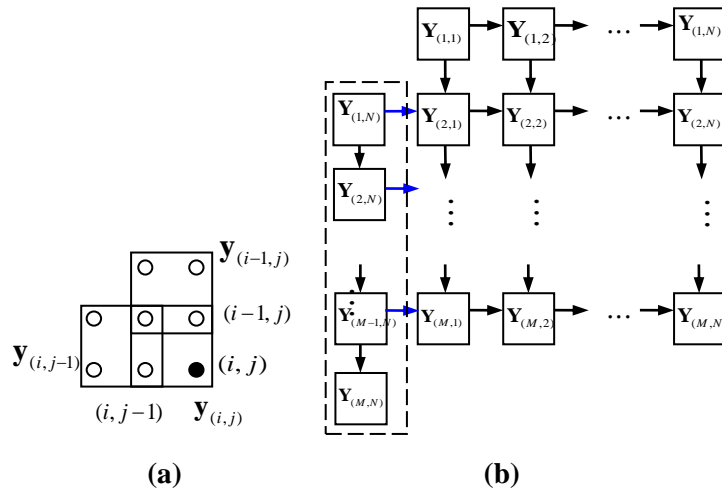 Y(1,1) Y(1,2) … Y(1,N)
Y(1,N) Y(2,1) Y(2,2) … Y(2,N)
Y(2,N) ⋮ ⋮ ⋮
y(i−1,j)
(i−1, j)
Y(M−1,N) Y(M,1) Y(M,2) … Y(M,N)
y(i,j−1) (i, j)
(i, j−1) y(i,j)
Y(M,N)
(a) (b)